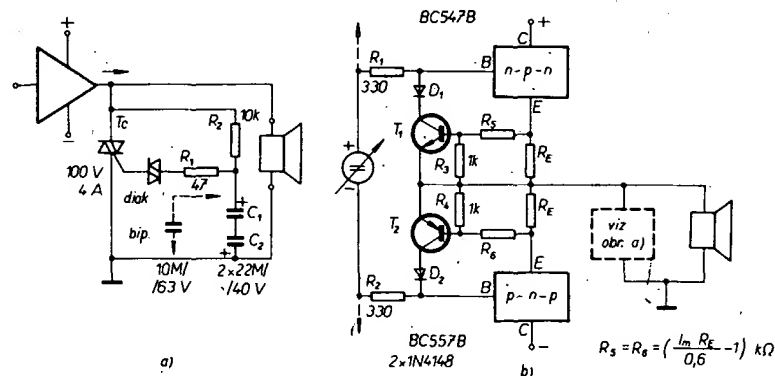 +
Tc
100 V
4 A
−
R2
10k
diak
R1
47
bip.
C1
C2
+
10M/
/63 V
2×22M/
/40 V
a)
BC547B
+
C
R1
330
B
n-p-n
E
D1
T1
R5
R3
1k
RE
+
−
R4
1k
RE
T2
R6
D2
R2
330
E
B
p-n-p
C
−
BC557B
2×1N4148
b)
viz
obr. a)
R5 = R6 = ( Im RE / 0,6 − 1 ) kΩ